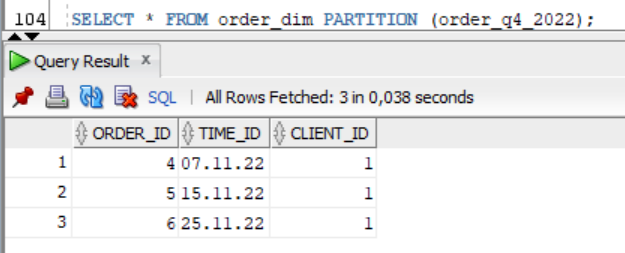 104 SELECT * FROM order_dim PARTITION (order_q4_2022);
Query Result x
SQL | All Rows Fetched: 3 in 0,038 seconds
ORDER_ID TIME_ID CLIENT_ID
1 4 07.11.22 1
2 5 15.11.22 1
3 6 25.11.22 1